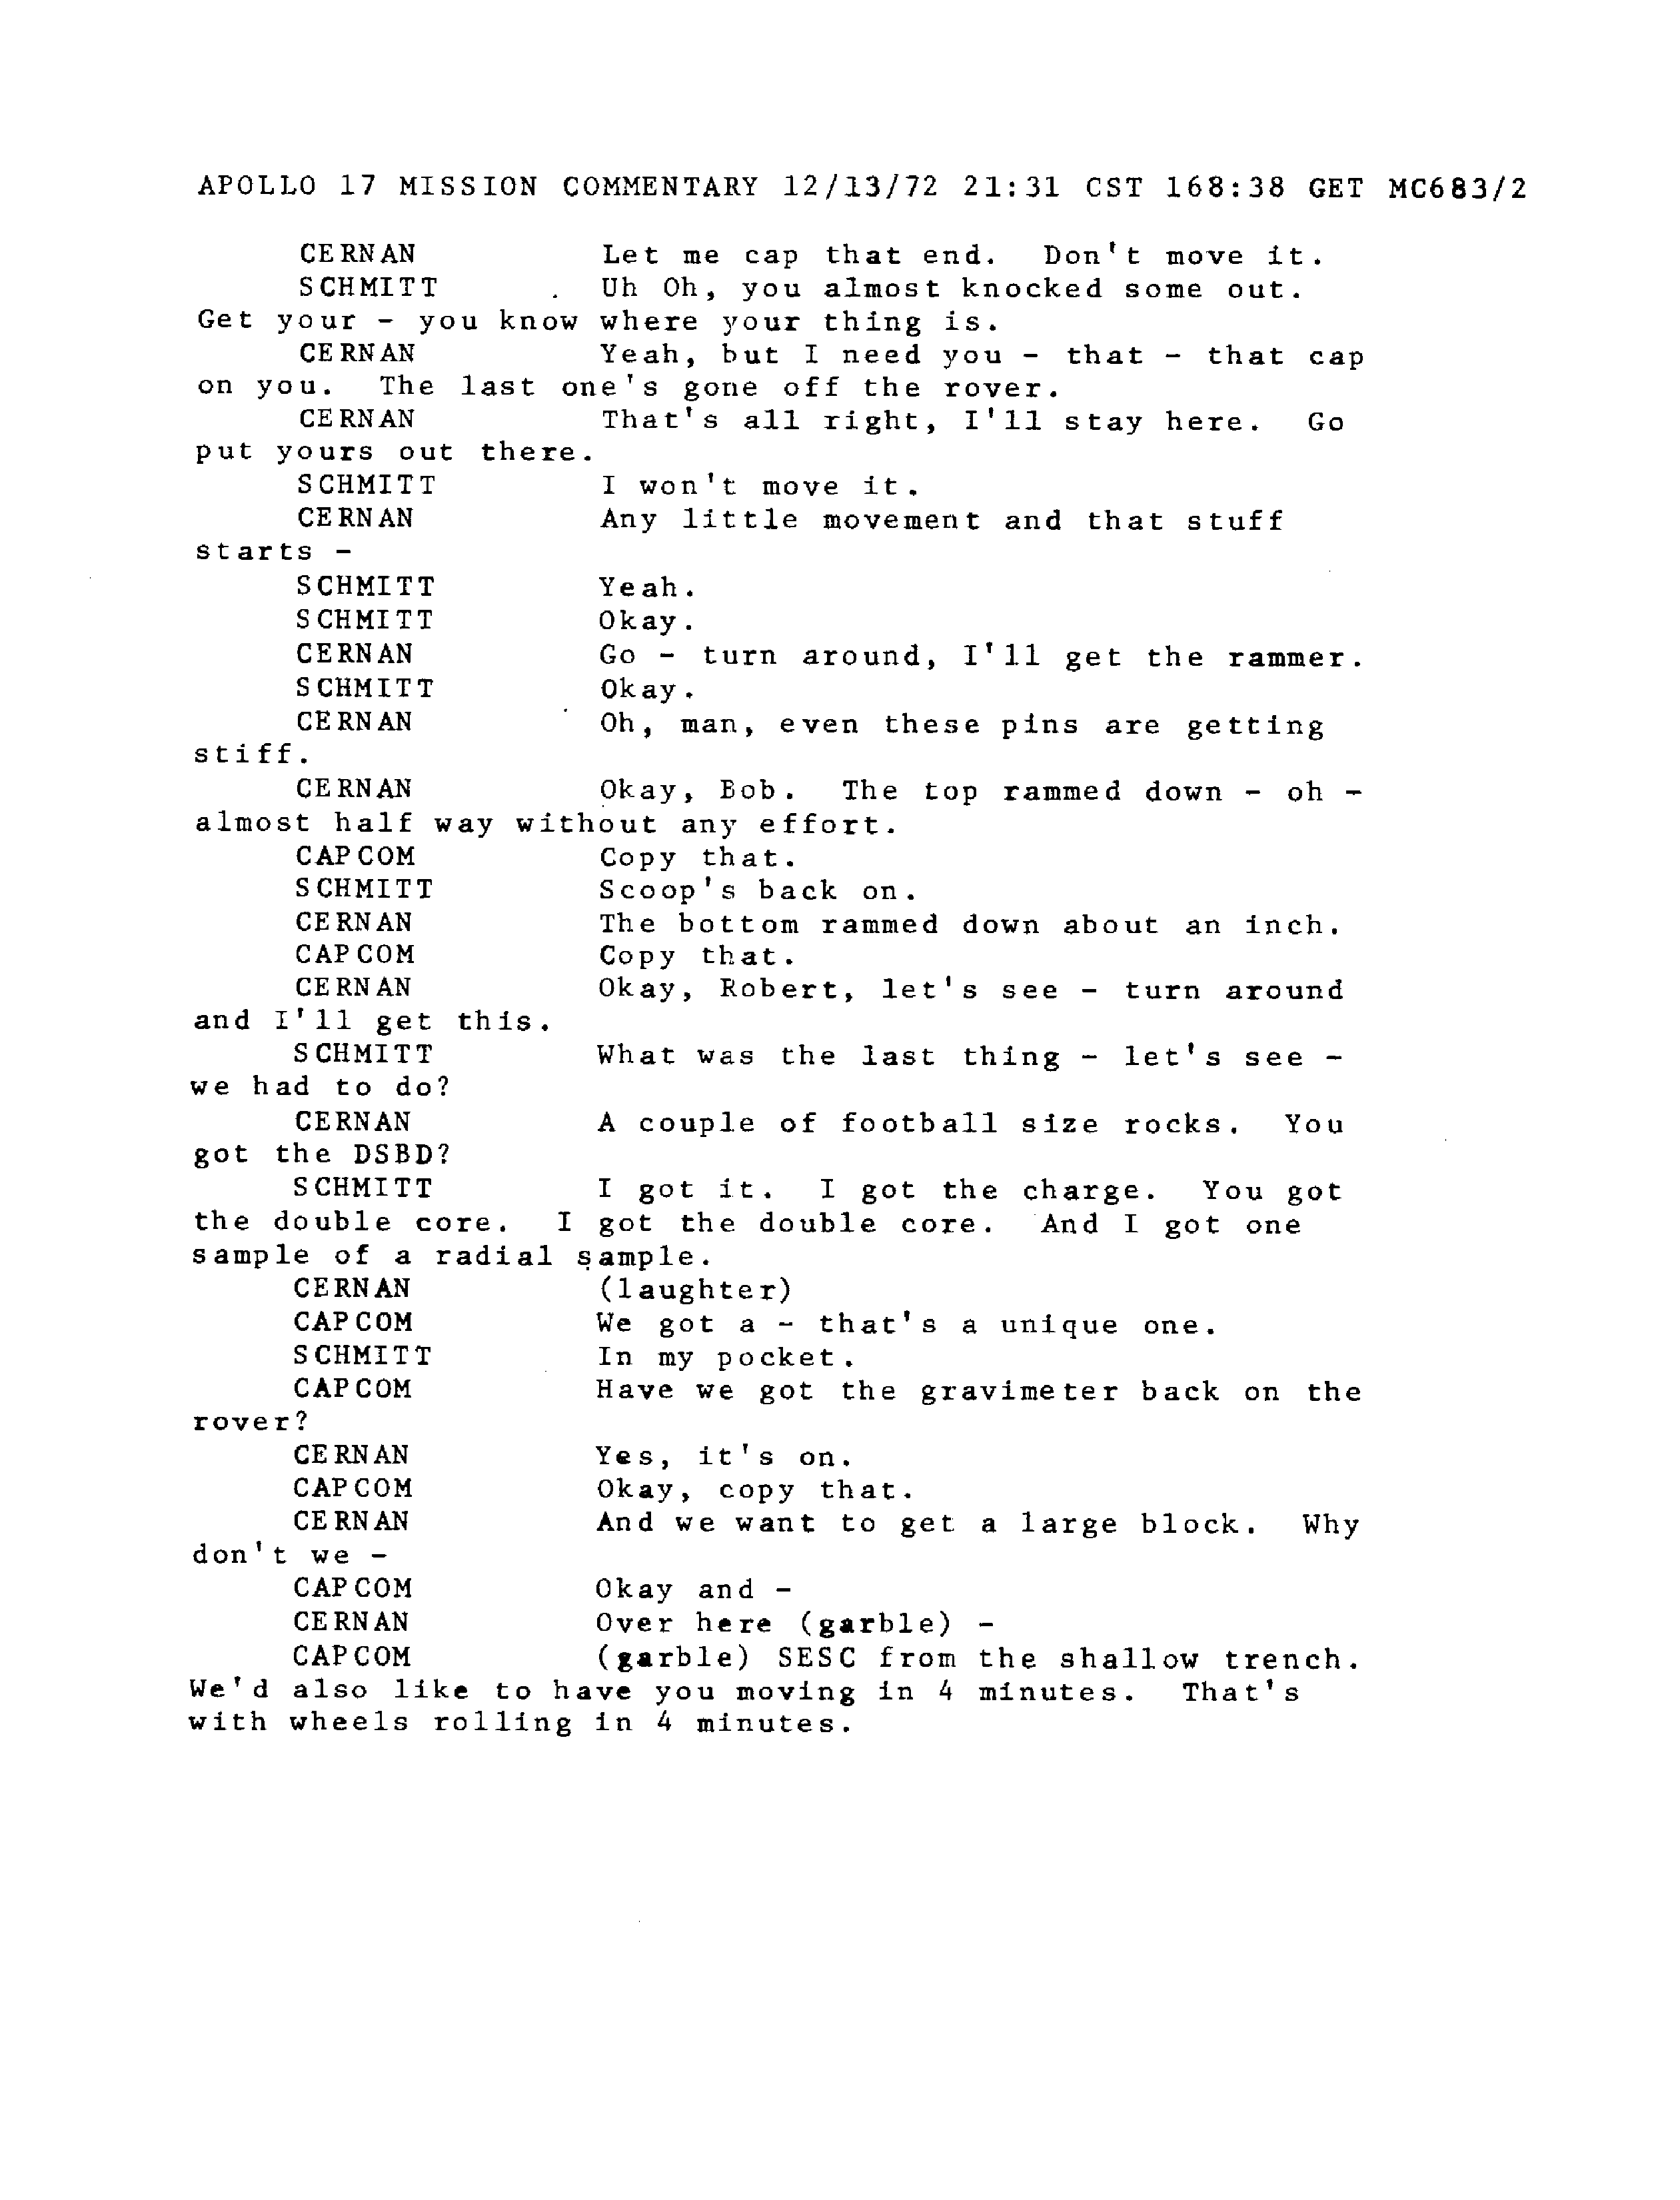 APOLLO 17 MISSION COMMENTARY 12/13/72 21:31 CST 168:38 GET MC683/2
CERNAN Let me cap that end. Don't move it.
SCHMITT Uh Oh, you almost knocked some out.
Get your - you know where your thing is.
CERNAN Yeah, but I need you - that - that cap
on you. The last one's gone off the rover.
CERNAN That's all right, I'll stay here. Go
put yours out there.
SCHMITT I won't move it.
CERNAN Any little movement and that stuff
starts -
SCHMITT Yeah.
SCHMITT Okay.
CERNAN Go - turn around, I'll get the rammer.
SCHMITT Okay.
CERNAN Oh, man, even these pins are getting
stiff.
CERNAN Okay, Bob. The top rammed down - oh -
almost half way without any effort.
CAPCOM Copy that.
SCHMITT Scoop's back on.
CERNAN The bottom rammed down about an inch.
CAPCOM Copy that.
CERNAN Okay, Robert, let's see - turn around
and I'll get this.
SCHMITT What was the last thing - let's see -
we had to do?
CERNAN A couple of football size rocks. You
got the DSBD?
SCHMITT I got it. I got the charge. You got
the double core. I got the double core. And I got one
sample of a radial sample.
CERNAN (laughter)
CAPCOM We got a - that's a unique one.
SCHMITT In my pocket.
CAPCOM Have we got the gravimeter back on the
rover?
CERNAN Yes, it's on.
CAPCOM Okay, copy that.
CERNAN And we want to get a large block. Why
don't we -
CAPCOM Okay and -
CERNAN Over here (garble) -
CAPCOM (garble) SESC from the shallow trench.
We'd also like to have you moving in 4 minutes. That's
with wheels rolling in 4 minutes.